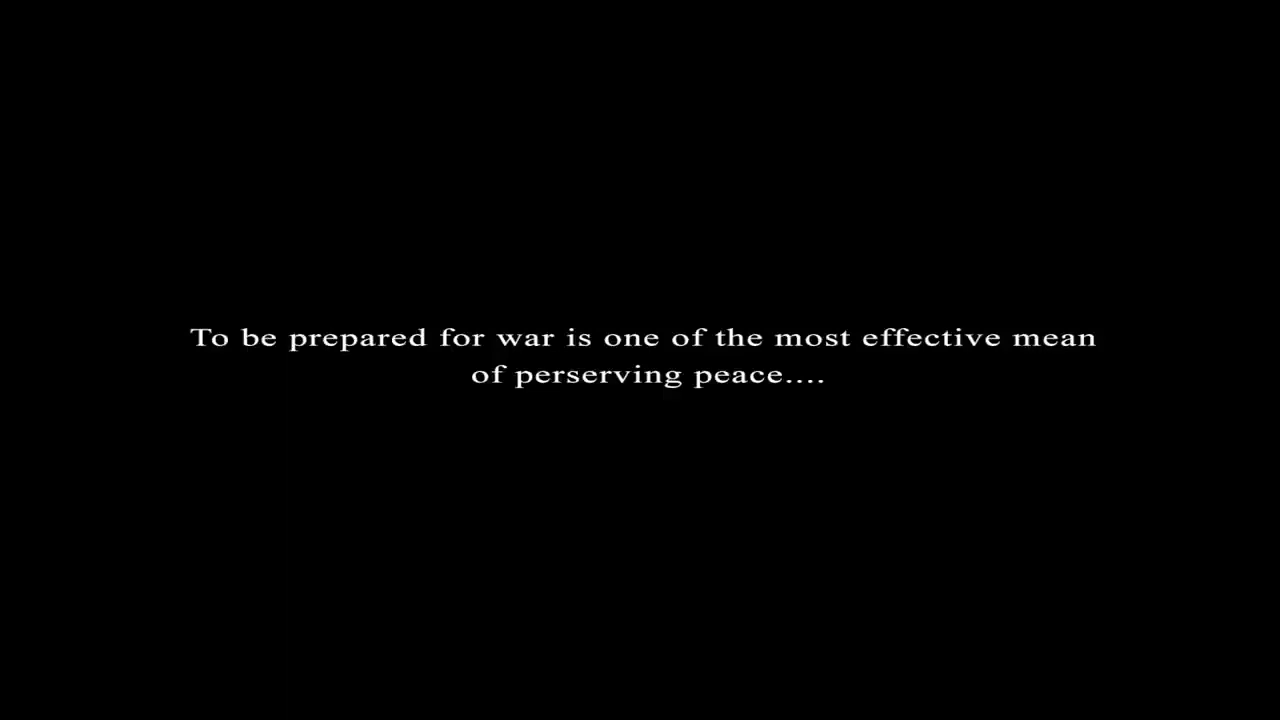 To be prepared for war is one of the most effective mean
of perserving peace....